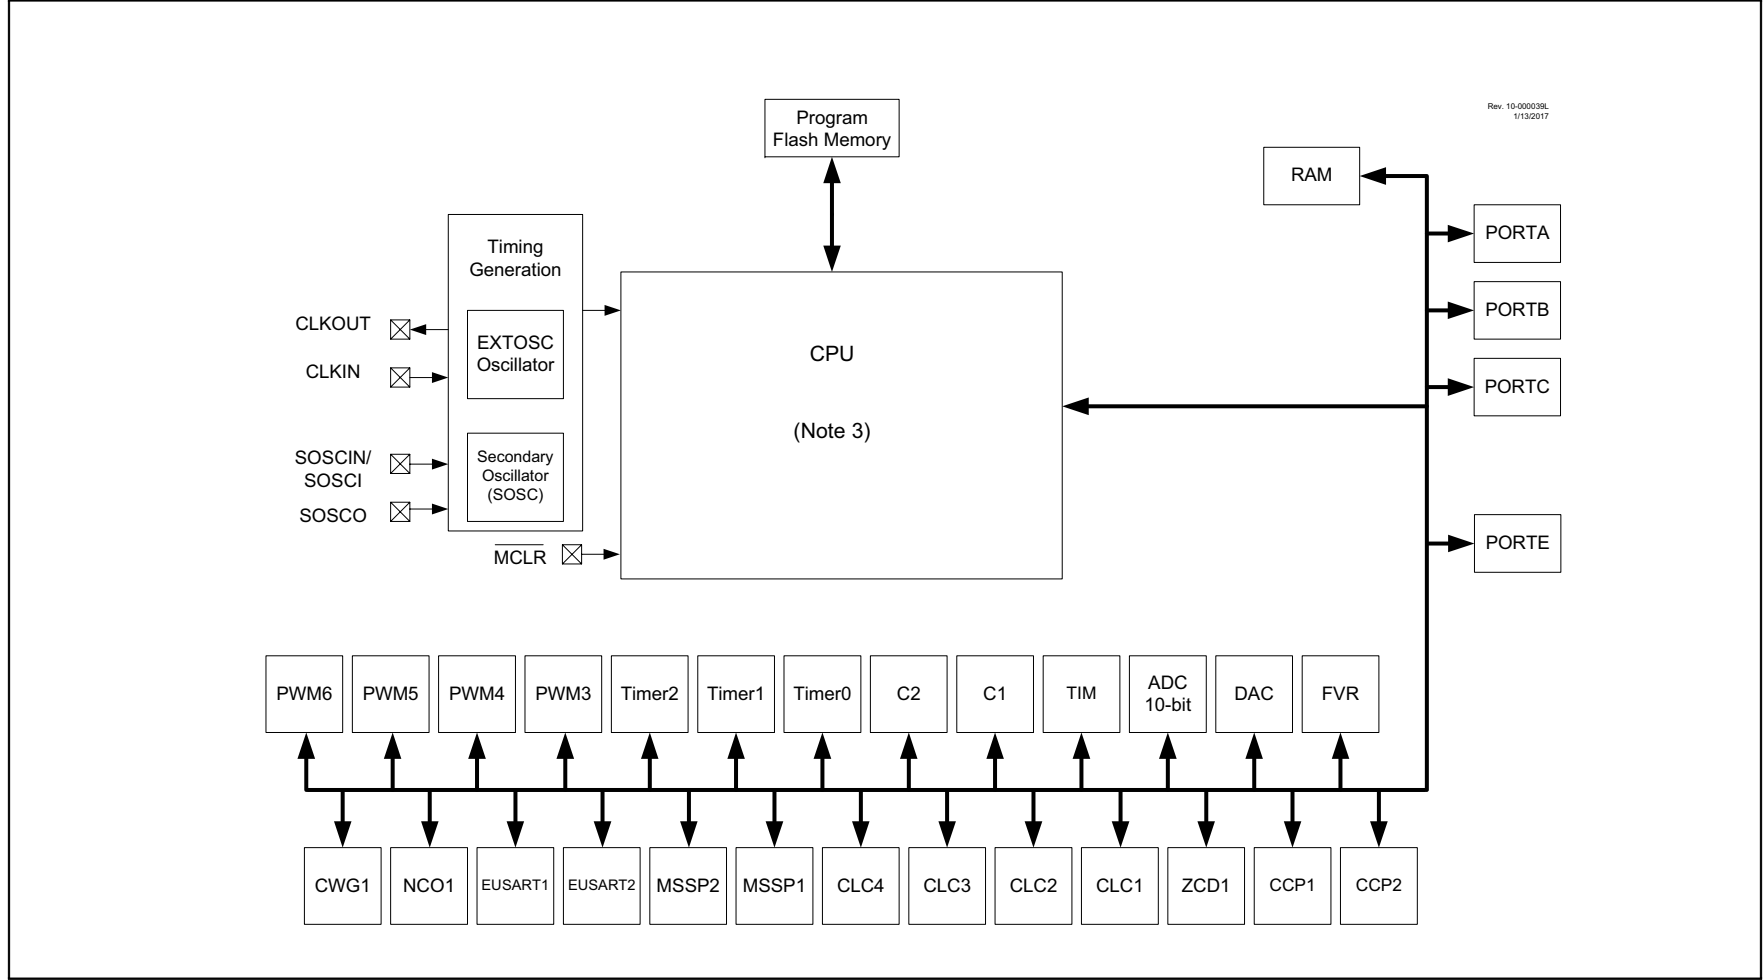 Program
Flash Memory
Rev. 10-000039L
1/13/2017
RAM
PORTA
Timing
Generation
PORTB
CLKOUT
EXTOSC
Oscillator
CPU
CLKIN
PORTC
(Note 3)
SOSCIN/
SOSCI
Secondary
Oscillator
(SOSC)
SOSCO
MCLR
PORTE
PWM6
PWM5
PWM4
PWM3
Timer2
Timer1
Timer0
C2
C1
TIM
ADC
10-bit
DAC
FVR
CWG1
NCO1
EUSART1
EUSART2
MSSP2
MSSP1
CLC4
CLC3
CLC2
CLC1
ZCD1
CCP1
CCP2